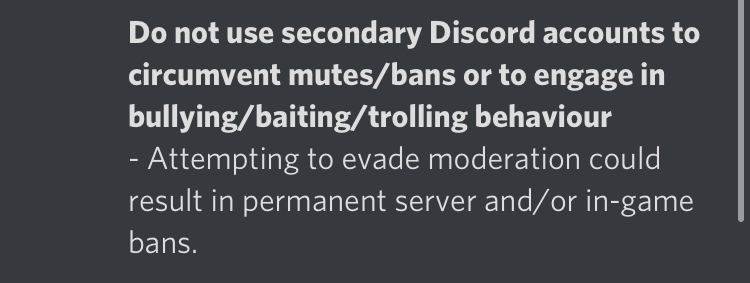 Do not use secondary Discord accounts to
circumvent mutes/bans or to engage in
bullying/baiting/trolling behaviour
- Attempting to evade moderation could
result in permanent server and/or in-game
bans.